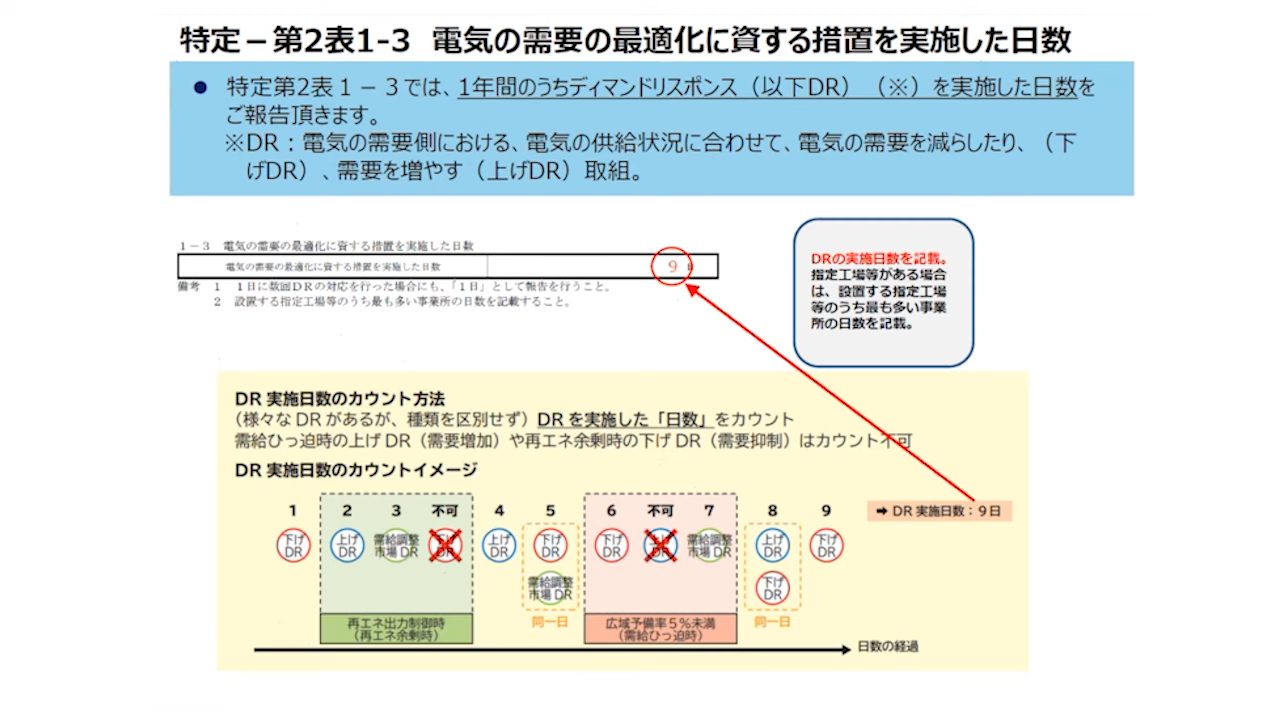 特定－第2表1-3 電気の需要の最適化に資する措置を実施した日数
● 特定第2表１－３では、1年間のうちディマンドリスポンス（以下DR）（※）を実施した日数を
ご報告頂きます。
※DR：電気の需要側における、電気の供給状況に合わせて、電気の需要を減らしたり、（下
げDR）、需要を増やす（上げDR）取組。
１－３ 電気の需要の最適化に資する措置を実施した日数
電気の需要の最適化に資する措置を実施した日数 9 日
備考 １ １日に数回ＤＲの対応を行った場合にも、「１日」として報告を行うこと。
２ 設置する指定工場等のうち最も多い事業所の日数を記載すること。
DRの実施日数を記載。
指定工場等がある場合
は、設置する指定工場
等のうち最も多い事業
所の日数を記載。
DR 実施日数のカウント方法
（様々な DR があるが、種類を区別せず）DR を実施した「日数」をカウント
需給ひっ迫時の上げ DR（需要増加）や再エネ余剰時の下げ DR（需要抑制）はカウント不可
DR 実施日数のカウントイメージ
1 2 3 不可 4 5 6 不可 7 8 9
➡ DR 実施日数：９日
下げ DR
上げ DR
需給調整 市場 DR
下げ DR
上げ DR
下げ DR
下げ DR
上げ DR
需給調整 市場 DR
上げ DR
下げ DR
需給調整 市場 DR
下げ DR
同一日
同一日
再エネ出力制御時
（再エネ余剰時）
広域予備率５％未満
（需給ひっ迫時）
日数の経過